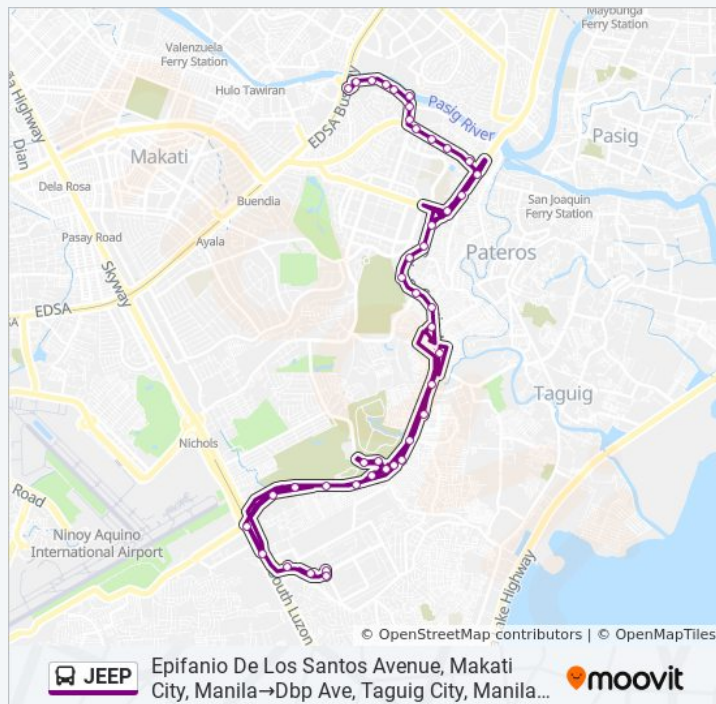 Maybunga
Ferry Station
Valenzuela
Ferry Station
Hulo Tawiran
EDSA Busway
Pasig River
Pasig
Makati
Dian
Dela Rosa
Buendia
San Joaquin
Ferry Station
Pasay Road
Ayala
Pateros
Skyway
EDSA
Taguig
Nichols
Road
Ninoy Aquino
International Airport
South Luzon
ake Highway
© OpenStreetMap contributors | © OpenMapTiles
JEEP
Epifanio De Los Santos Avenue, Makati
City, Manila→Dbp Ave, Taguig City, Manila…
moovit